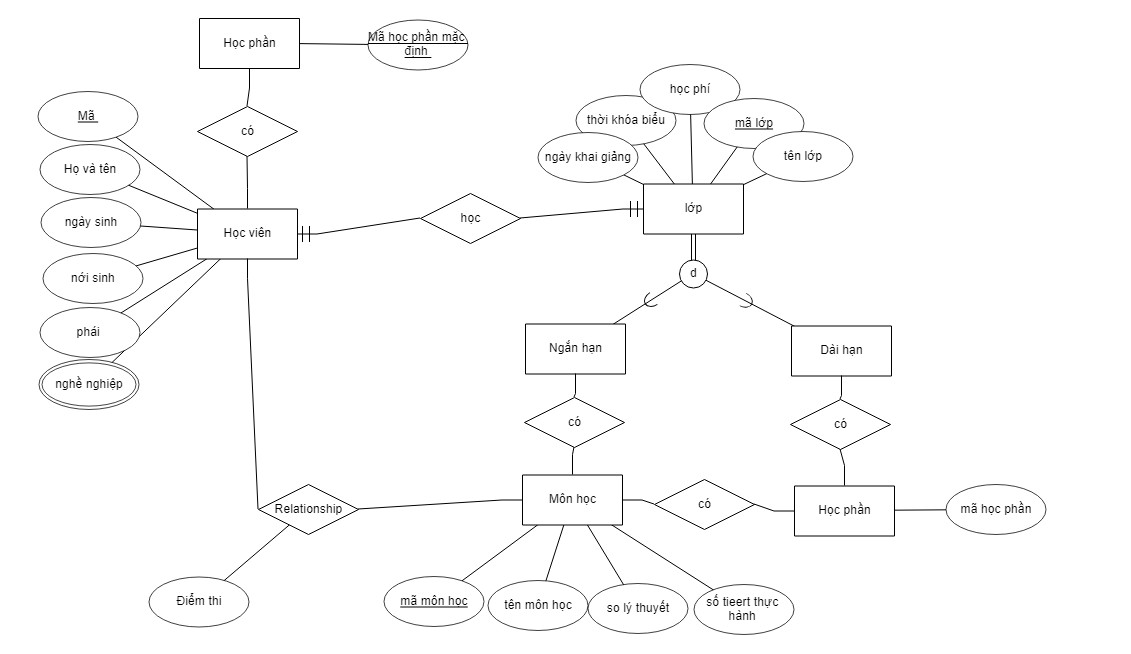 Học phần
Mã học phần mặc
định
có
Mã
Họ và tên
ngày sinh
nới sinh
phái
nghề nghiệp
Học viên
học
học phí
thời khóa biểu
mã lớp
ngày khai giảng
tên lớp
lớp
d
Ngắn hạn
Dải hạn
có
có
Môn học
có
Học phần
mã học phần
Relationship
Điểm thi
mã môn học
tên môn học
so lý thuyết
số tieert thực
hành